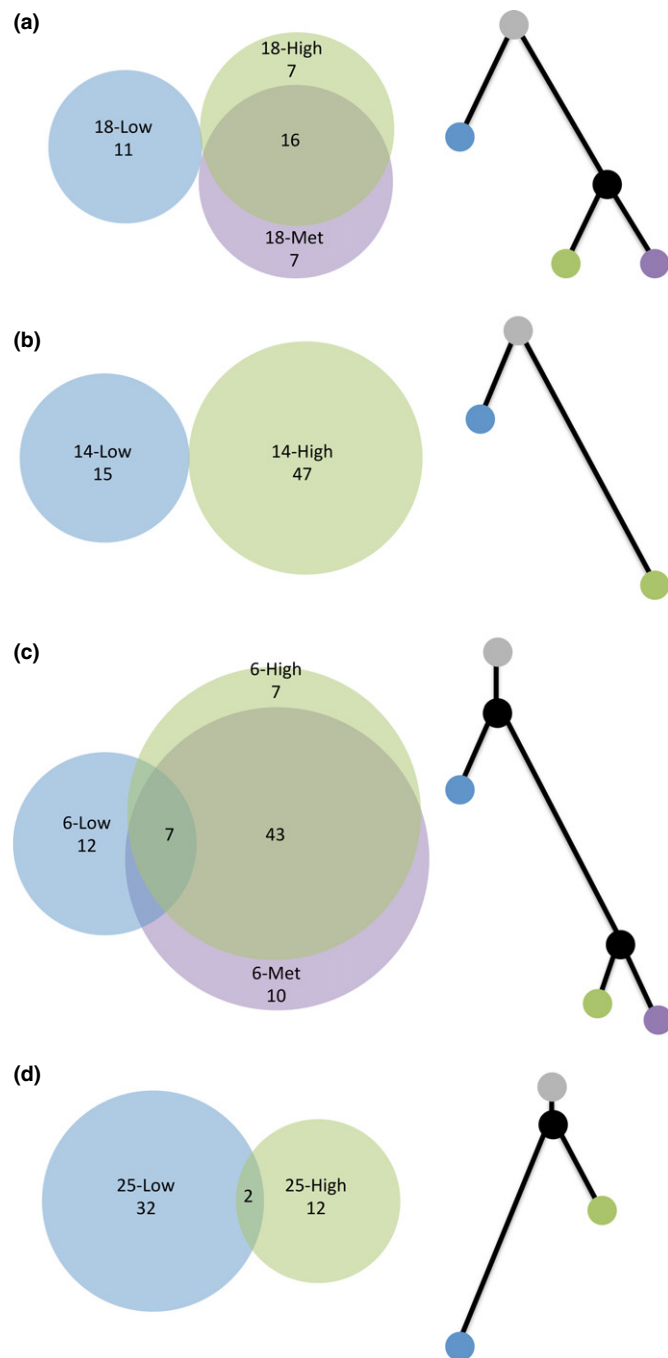 (a)
18-High
7
18-Low
11
16
18-Met
7
(b)
14-Low
15
14-High
47
(c)
6-High
7
6-Low
12
7
43
6-Met
10
(d)
25-Low
32
2
25-High
12